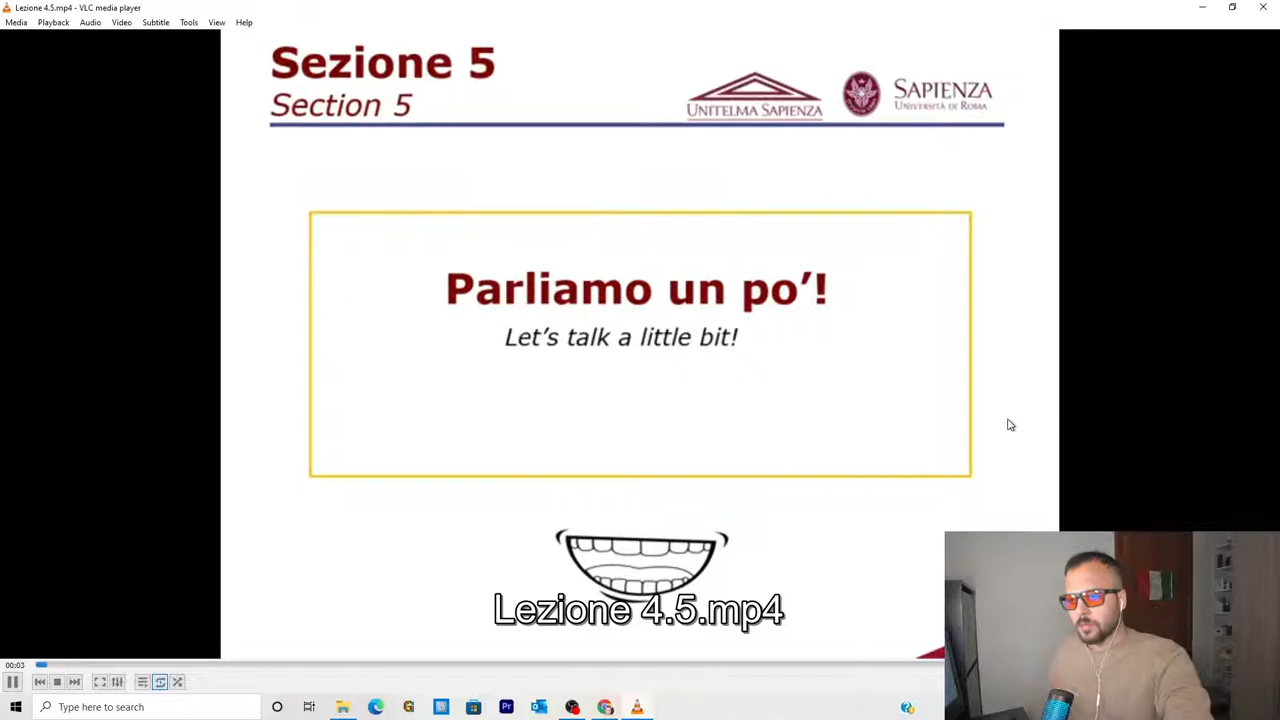 Lezione 4.5.mp4 - VLC media player
Media Playback Audio Video Subtitle Tools View Help
Sezione 5
Section 5
UNITELMA SAPIENZA
SAPIENZA
UNIVERSITÀ DI ROMA
Parliamo un po’!
Let’s talk a little bit!
Lezione 4.5.mp4
00:03
Type here to search
Pr